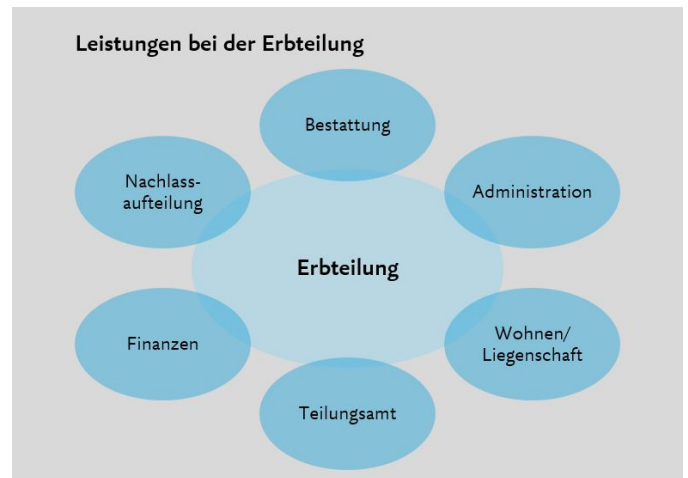 Leistungen bei der Erbteilung
Bestattung
Nachlass-
aufteilung
Administration
Erbteilung
Finanzen
Wohnen/
Liegenschaft
Teilungsamt